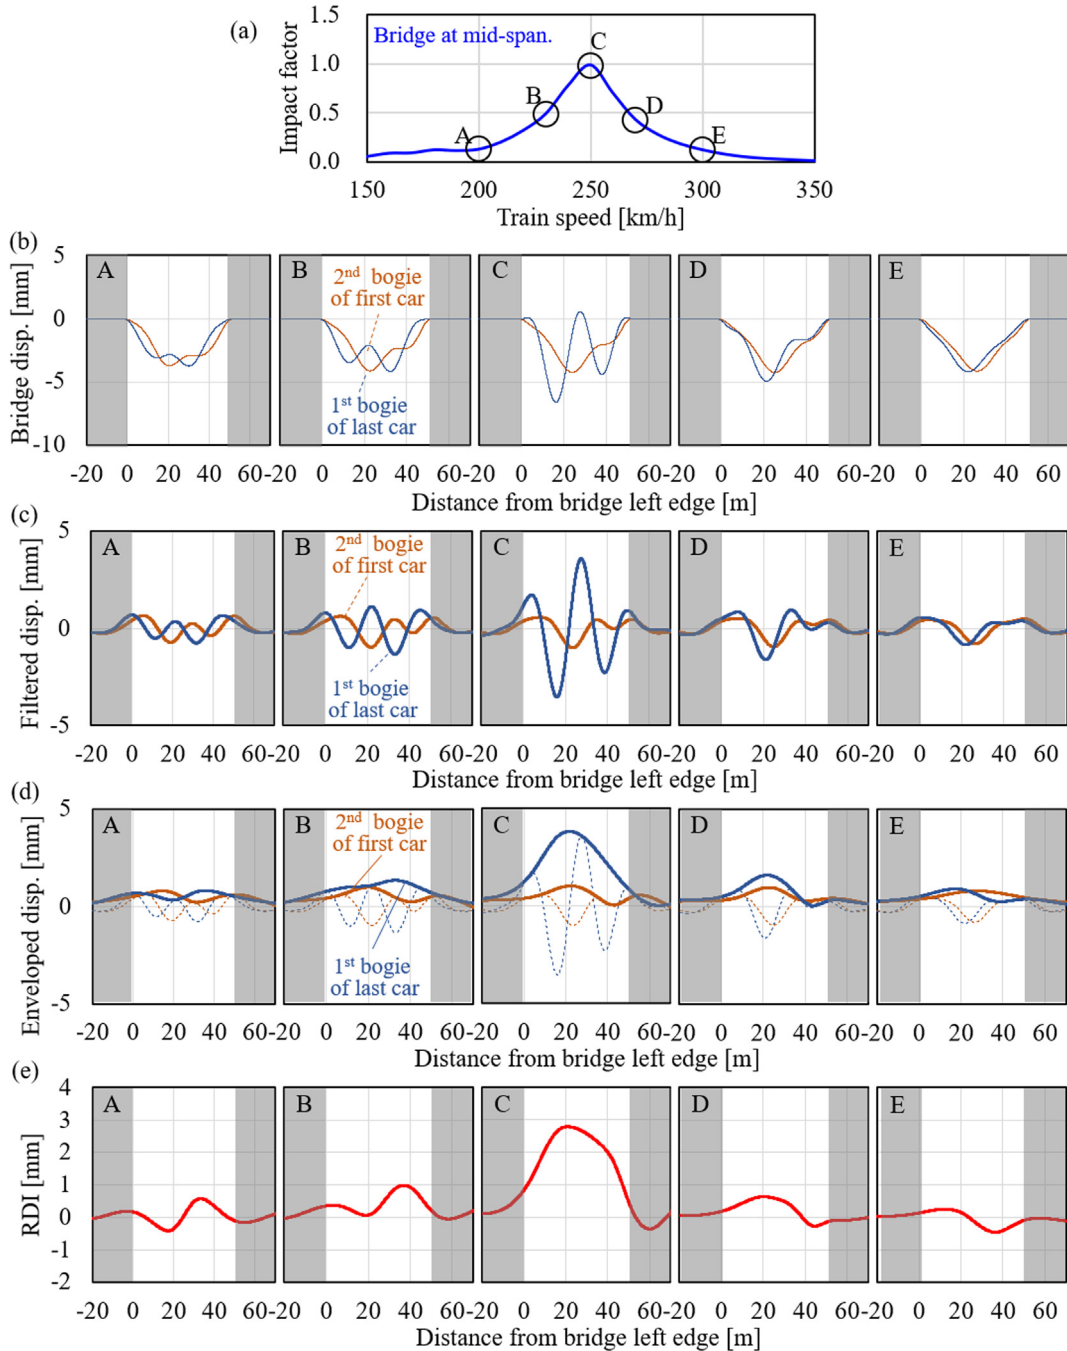 (a)
Impact factor
1.5
1.0
0.5
0.0
Bridge at mid-span.
A
B
C
D
E
150 200 250 300 350
Train speed [km/h]
(b)
Bridge disp. [mm]
5
0
-5
-10
A B C D E
2nd bogie
of first car
1st bogie
of last car
-20 0 20 40 60-20 0 20 40 60-20 0 20 40 60-20 0 20 40 60-20 0 20 40 60
Distance from bridge left edge [m]
(c)
Filtered disp. [mm]
5
0
-5
A B C D E
2nd bogie
of first car
1st bogie
of last car
-20 0 20 40 60-20 0 20 40 60-20 0 20 40 60-20 0 20 40 60-20 0 20 40 60
Distance from bridge left edge [m]
(d)
Enveloped disp. [mm]
5
0
-5
A B C D E
2nd bogie
of first car
1st bogie
of last car
-20 0 20 40 60-20 0 20 40 60-20 0 20 40 60-20 0 20 40 60-20 0 20 40 60
Distance from bridge left edge [m]
(e)
RDI [mm]
4
3
2
1
0
-1
-2
A B C D E
-20 0 20 40 60-20 0 20 40 60-20 0 20 40 60-20 0 20 40 60-20 0 20 40 60
Distance from bridge left edge [m]